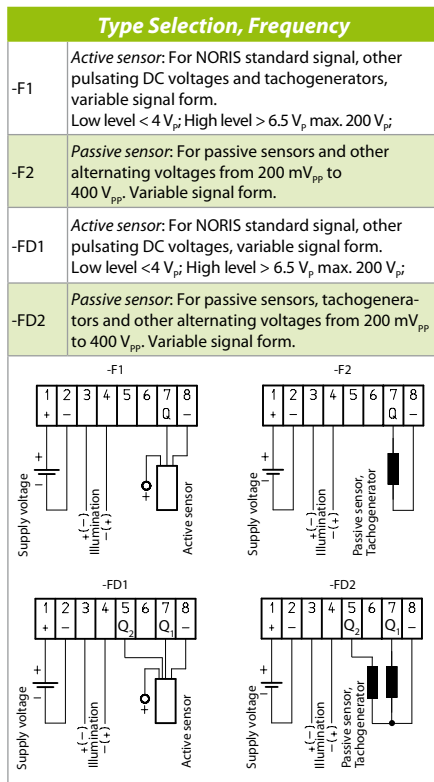 Type Selection, Frequency
-F1
Active sensor: For NORIS standard signal, other
pulsating DC voltages and tachogenerators,
variable signal form.
Low level < 4 Vp; High level > 6.5 Vp max. 200 Vp;
-F2
Passive sensor: For passive sensors and other
alternating voltages from 200 mVPP to
400 VPP. Variable signal form.
-FD1
Active sensor: For NORIS standard signal, other
pulsating DC voltages, variable signal form.
Low level <4 Vp; High level > 6.5 Vp max. 200 Vp;
-FD2
Passive sensor: For passive sensors, tachogenera-
tors and other alternating voltages from 200 mVPP
to 400 VPP. Variable signal form.
-F1
1 2 3 4 5 6 7 8
+ – Q –
+
–
+
Supply voltage
+(–)
Illumination
–(+)
Active sensor
-F2
1 2 3 4 5 6 7 8
+ – Q –
+
–
Supply voltage
+(–)
Illumination
–(+)
Passive sensor,
Tachogenerator
-FD1
1 2 3 4 5 6 7 8
+ – Q2 Q1 –
+
–
+
Supply voltage
+(–)
Illumination
–(+)
Active sensor
-FD2
1 2 3 4 5 6 7 8
+ – Q2 Q1 –
+
–
Supply voltage
+(–)
Illumination
–(+)
Passive sensor,
Tachogenerator